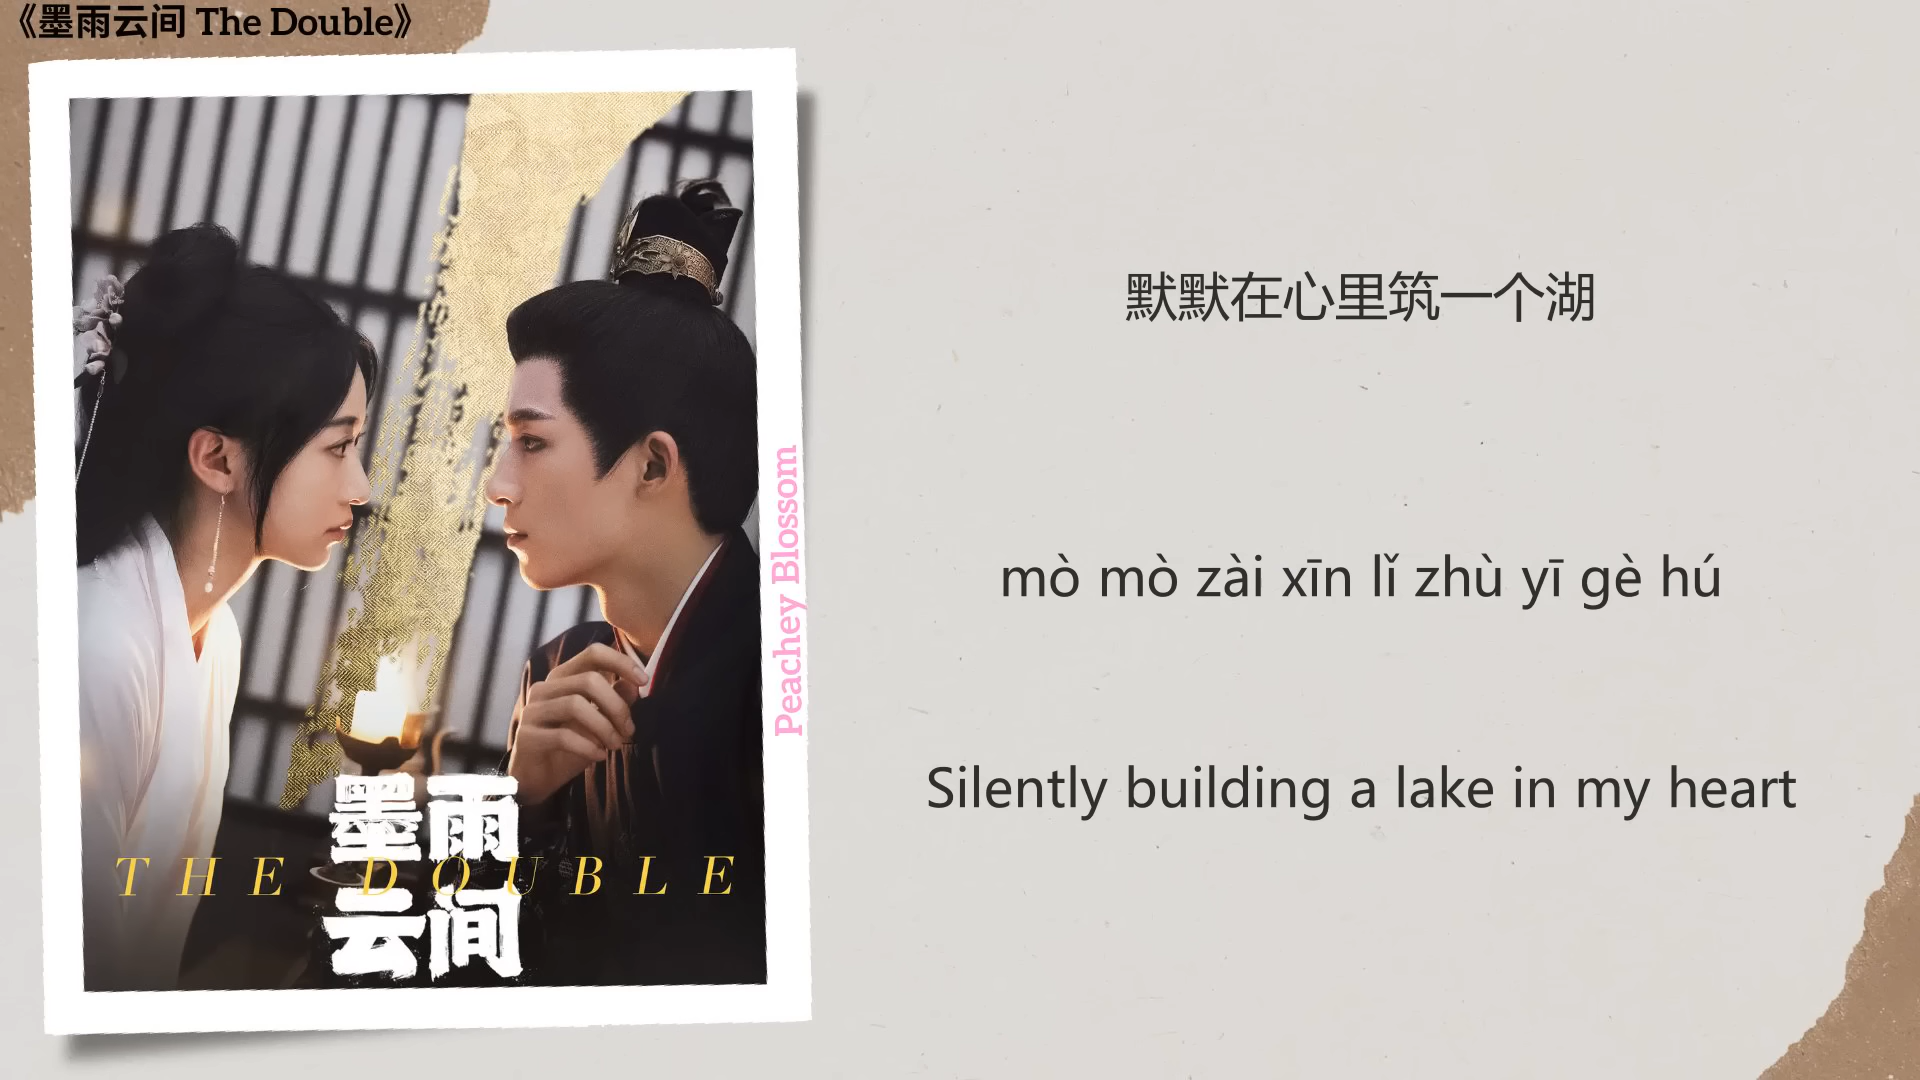 《墨雨云间 The Double》
墨雨
THE DOUBLE
云间
Peachey Blossom
默默在心里筑一个湖
mò mò zài xīn lǐ zhù yī gè hú
Silently building a lake in my heart